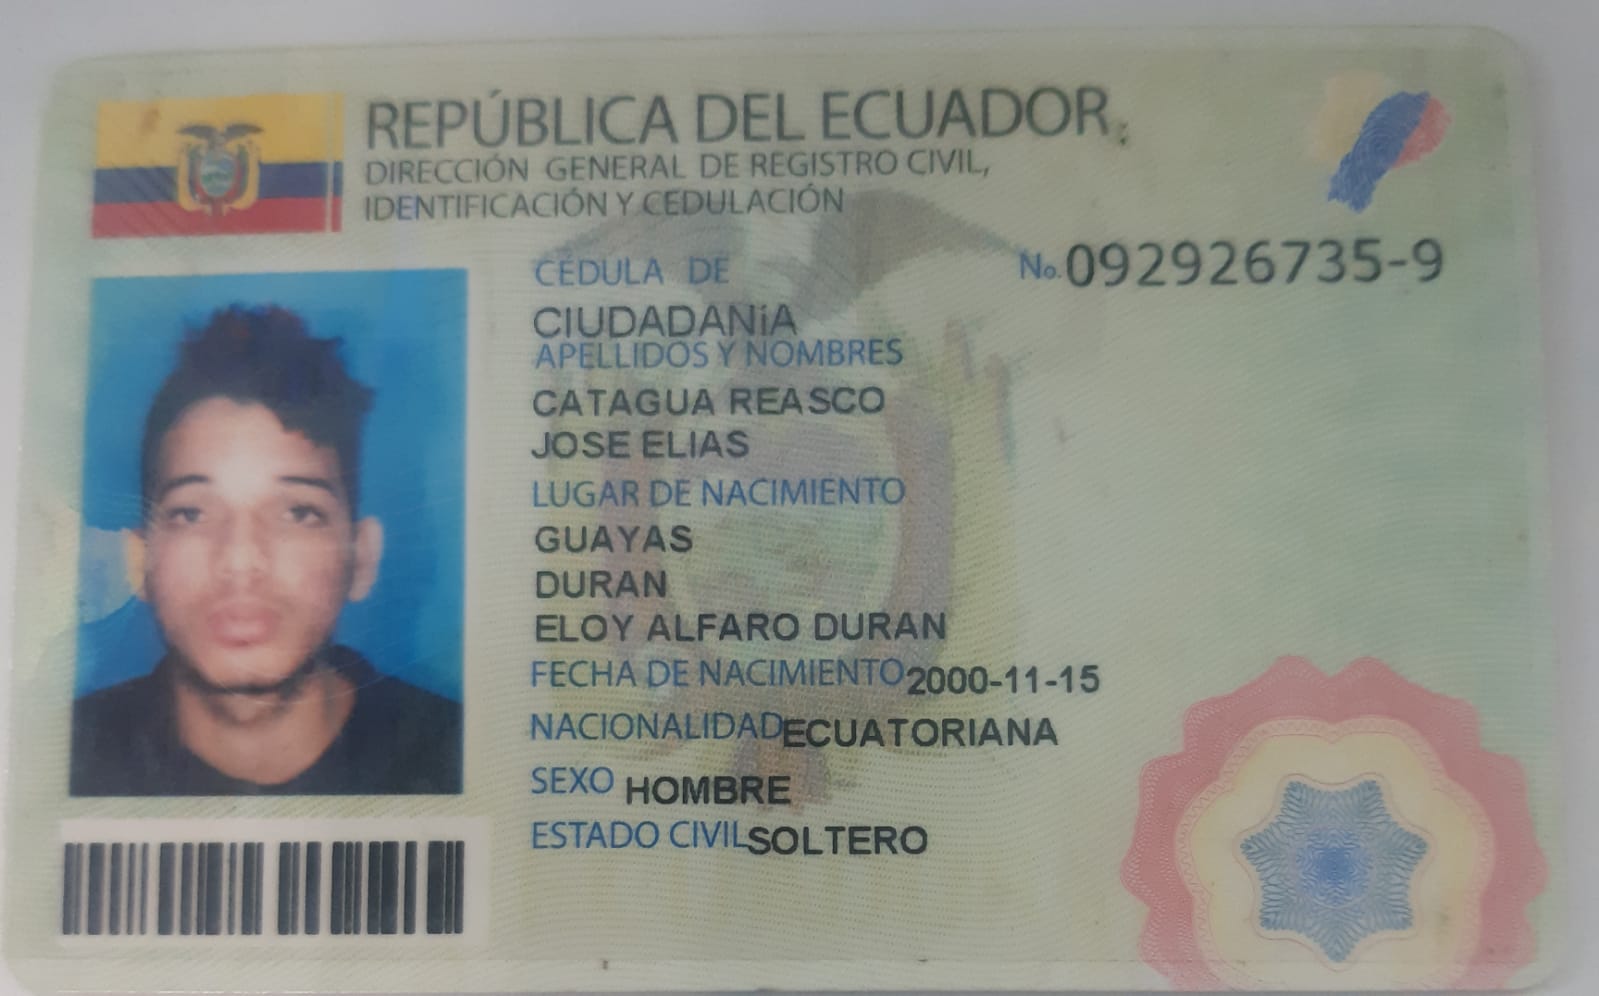 REPÚBLICA DEL ECUADOR
DIRECCIÓN GENERAL DE REGISTRO CIVIL,
IDENTIFICACIÓN Y CEDULACIÓN
CÉDULA DE No. 092926735-9
CIUDADANíA
APELLIDOS Y NOMBRES
CATAGUA REASCO
JOSE ELIAS
LUGAR DE NACIMIENTO
GUAYAS
DURAN
ELOY ALFARO DURAN
FECHA DE NACIMIENTO 2000-11-15
NACIONALIDAD ECUATORIANA
SEXO HOMBRE
ESTADO CIVIL SOLTERO